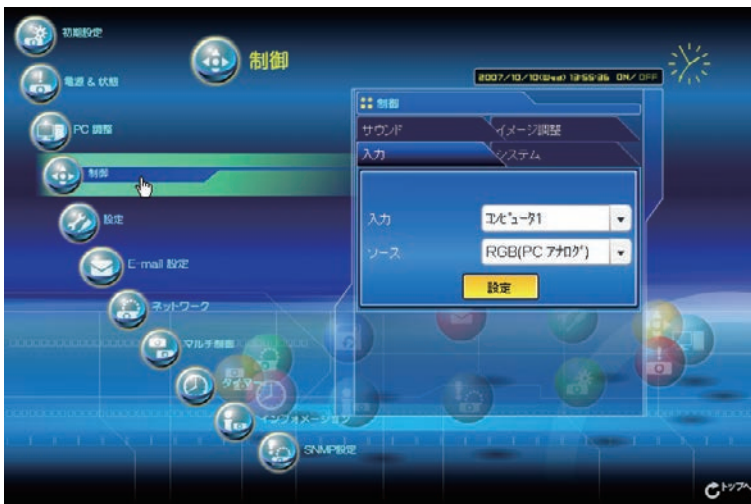 初期設定
電源 & 状態
PC 調整
制御
設定
E-mail 設定
ネットワーク
マルチ制御
タイマー
インフォメーション
SNMP設定
制御
2007/10/10(Wed) 13:55:36 ON/OFF
制御
サウンド
イメージ調整
入力
システム
入力
コンピュータ1
ソース
RGB(PC アナログ)
設定
トップへ